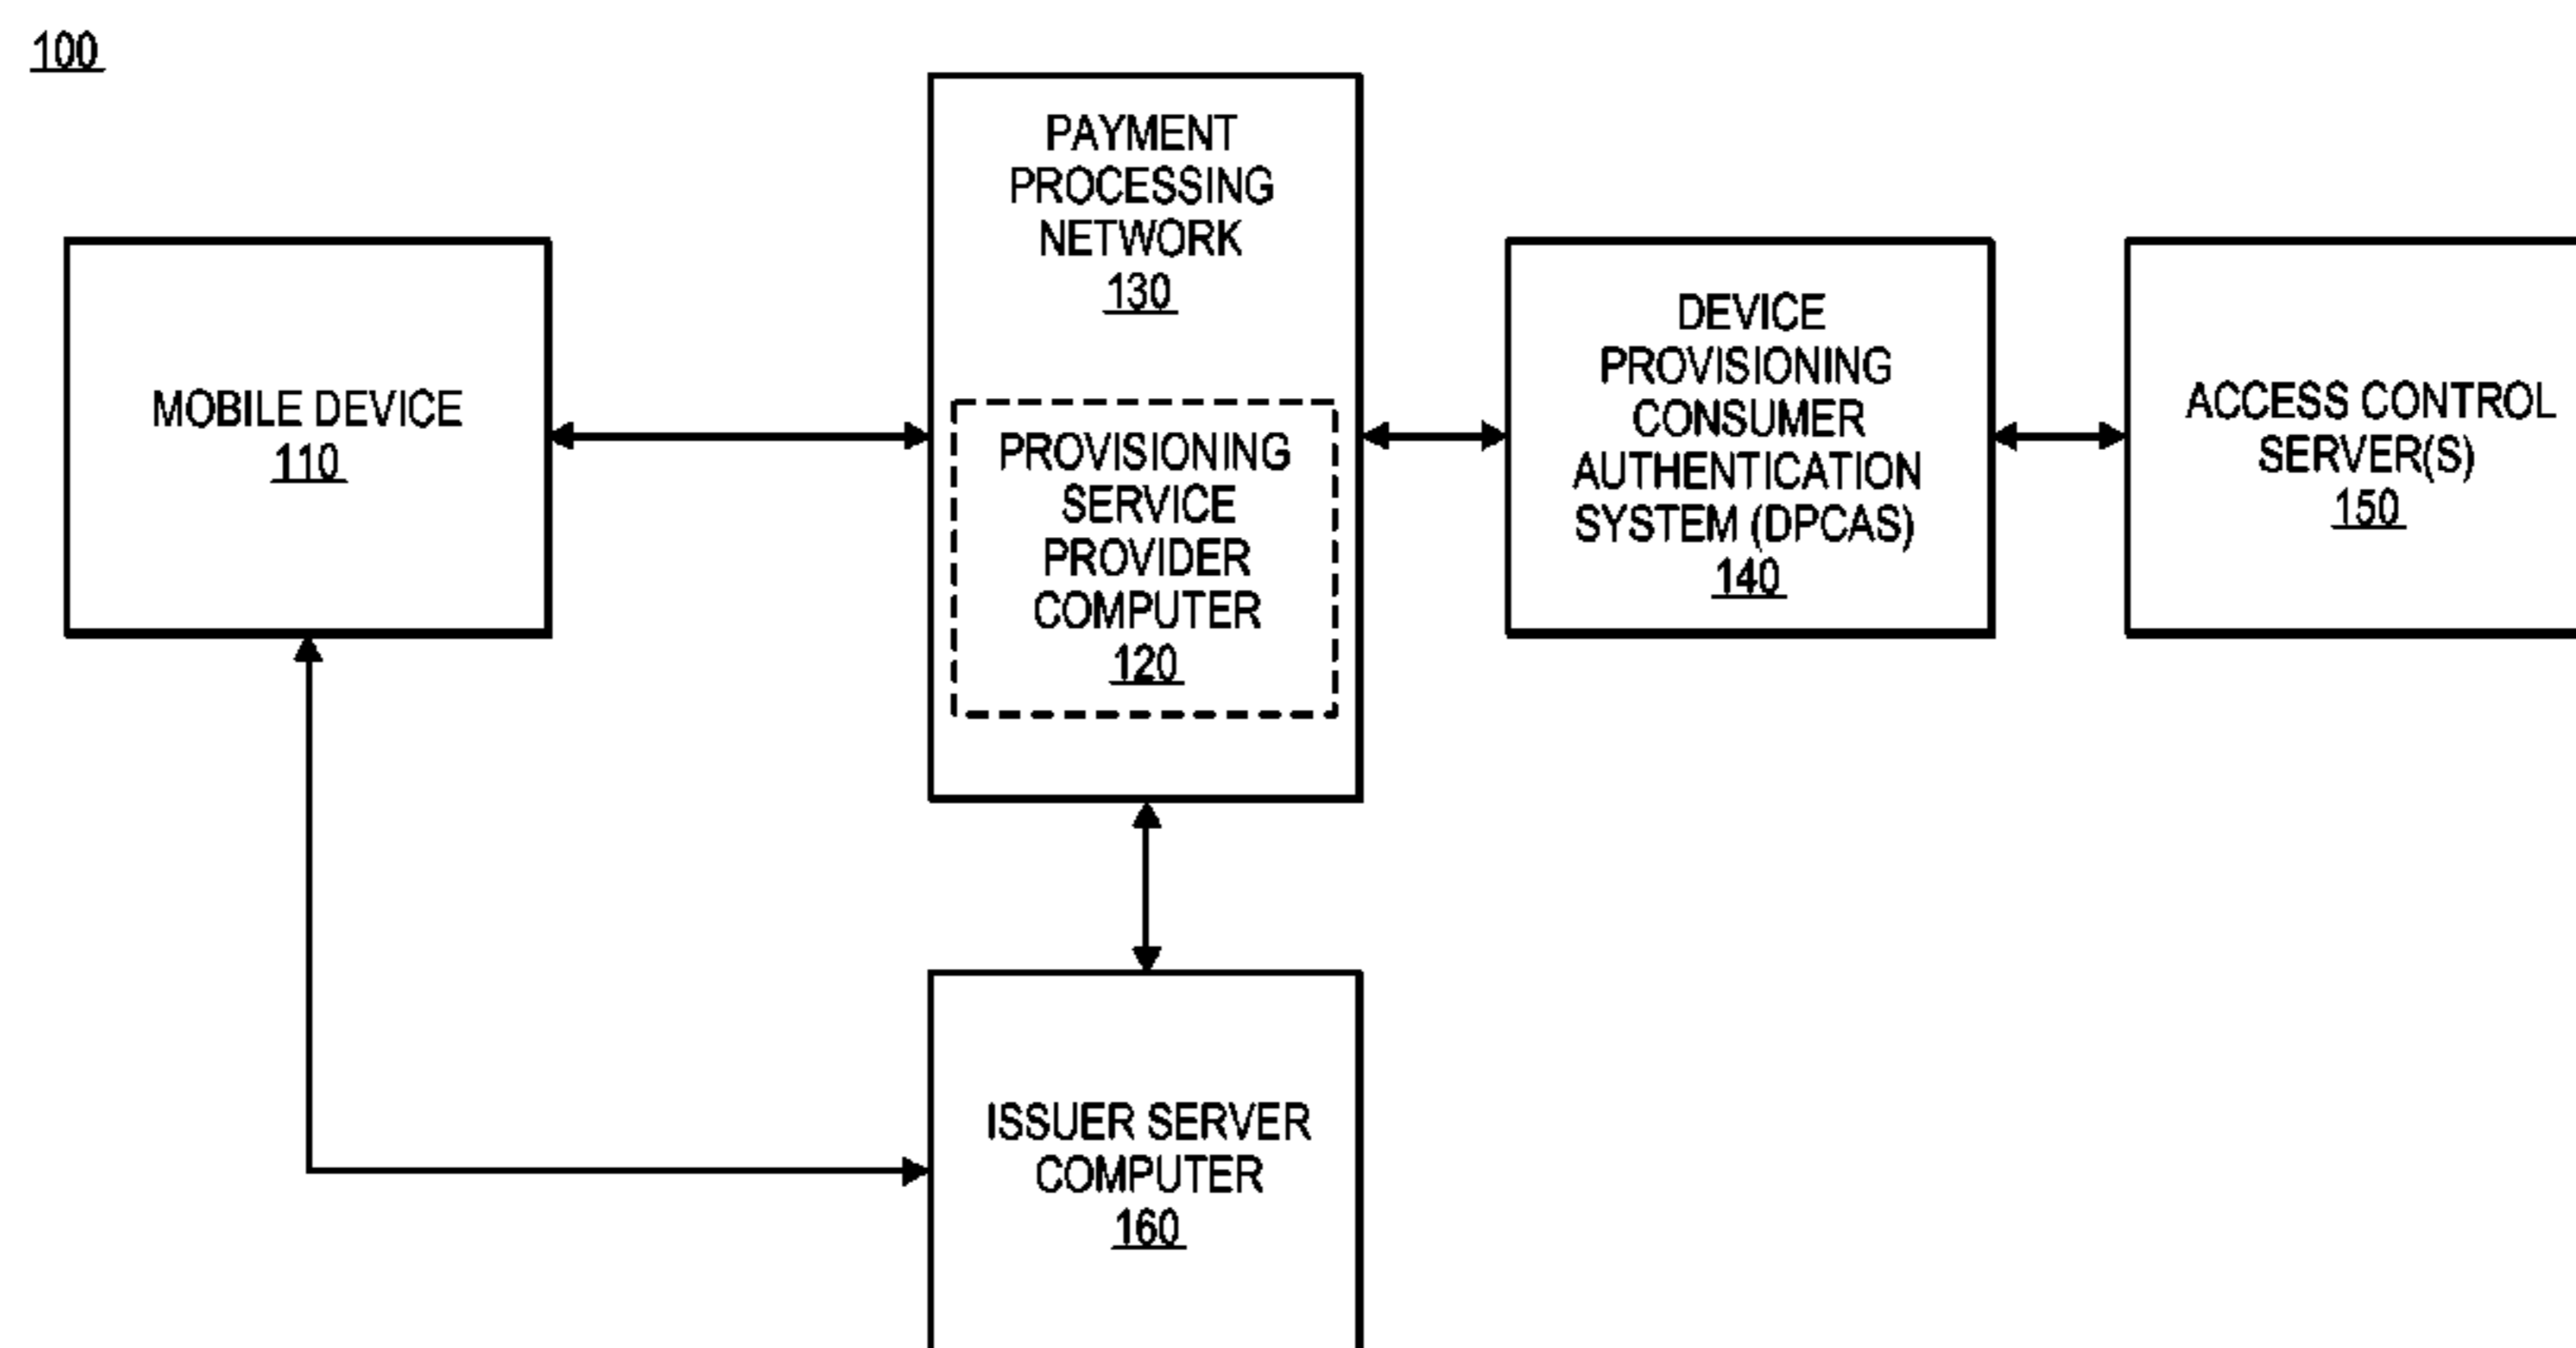 100
PAYMENT
PROCESSING
NETWORK
130
PROVISIONING
SERVICE
PROVIDER
COMPUTER
120
MOBILE DEVICE
110
DEVICE
PROVISIONING
CONSUMER
AUTHENTICATION
SYSTEM (DPCAS)
140
ACCESS CONTROL
SERVER(S)
150
ISSUER SERVER
COMPUTER
160